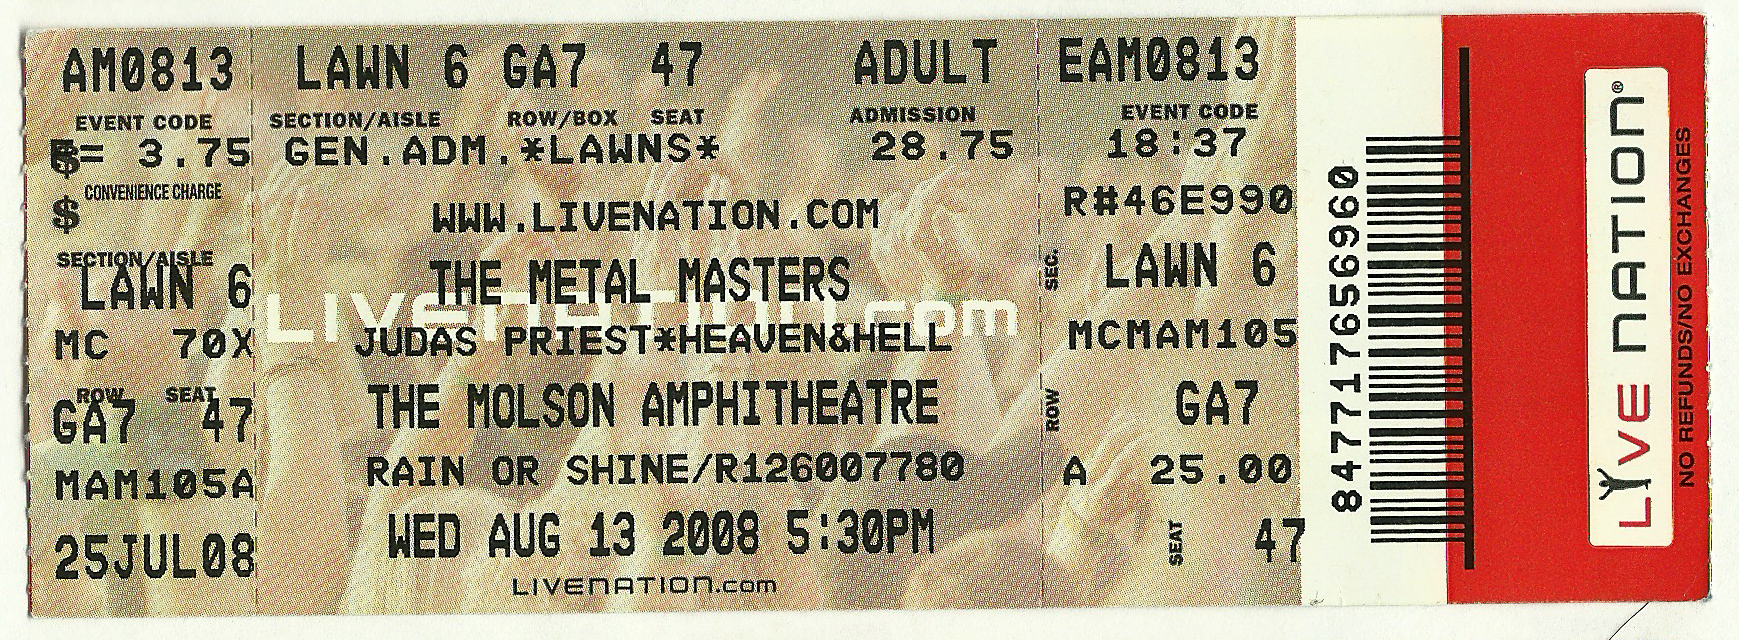 AM0813
EVENT CODE
$= 3.75
CONVENIENCE CHARGE
$
SECTION/AISLE
LAWN 6
MC 70X
ROW SEAT
GA7 47
MAM105A
25JUL08
LAWN 6 GA7 47 ADULT
SECTION/AISLE ROW/BOX SEAT ADMISSION
GEN.ADM.*LAWNS* 28.75
WWW.LIVENATION.COM
THE METAL MASTERS
LIVENATION.com
JUDAS PRIEST*HEAVEN&HELL
THE MOLSON AMPHITHEATRE
RAIN OR SHINE/R126007780
WED AUG 13 2008 5:30PM
LIVENATION.com
EAM0813
EVENT CODE
18:37
R#46E990
SEC. LAWN 6
MCMAM105
ROW GA7
A 25.00
SEAT 47
847717656960
LIVE NATION®
NO REFUNDS/NO EXCHANGES